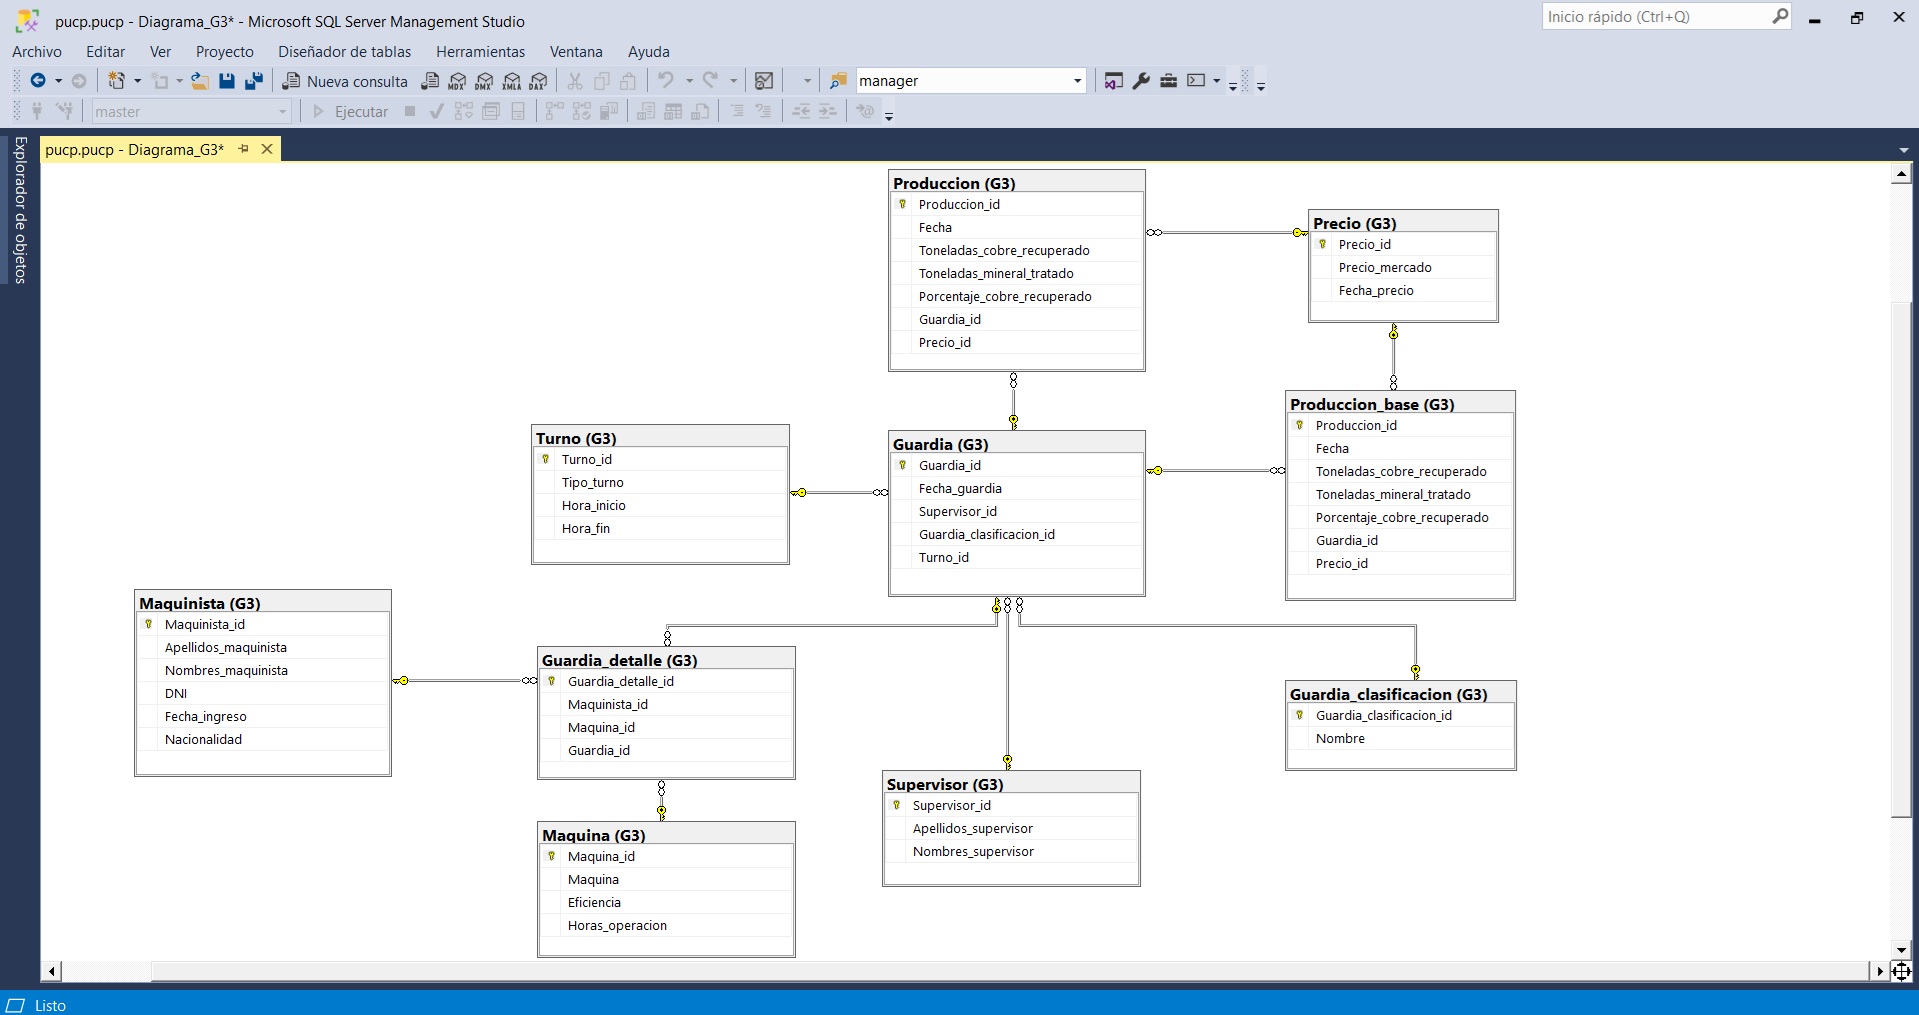 pucp.pucp - Diagrama_G3* - Microsoft SQL Server Management Studio
Inicio rápido (Ctrl+Q)
Archivo Editar Ver Proyecto Diseñador de tablas Herramientas Ventana Ayuda
Nueva consulta MDX DMX XMLA DAX manager
master Ejecutar
Explorador de objetos
pucp.pucp - Diagrama_G3*
Produccion (G3)
Produccion_id
Fecha
Toneladas_cobre_recuperado
Toneladas_mineral_tratado
Porcentaje_cobre_recuperado
Guardia_id
Precio_id
Precio (G3)
Precio_id
Precio_mercado
Fecha_precio
Turno (G3)
Turno_id
Tipo_turno
Hora_inicio
Hora_fin
Guardia (G3)
Guardia_id
Fecha_guardia
Supervisor_id
Guardia_clasificacion_id
Turno_id
Produccion_base (G3)
Produccion_id
Fecha
Toneladas_cobre_recuperado
Toneladas_mineral_tratado
Porcentaje_cobre_recuperado
Guardia_id
Precio_id
Maquinista (G3)
Maquinista_id
Apellidos_maquinista
Nombres_maquinista
DNI
Fecha_ingreso
Nacionalidad
Guardia_detalle (G3)
Guardia_detalle_id
Maquinista_id
Maquina_id
Guardia_id
Guardia_clasificacion (G3)
Guardia_clasificacion_id
Nombre
Supervisor (G3)
Supervisor_id
Apellidos_supervisor
Nombres_supervisor
Maquina (G3)
Maquina_id
Maquina
Eficiencia
Horas_operacion
Listo